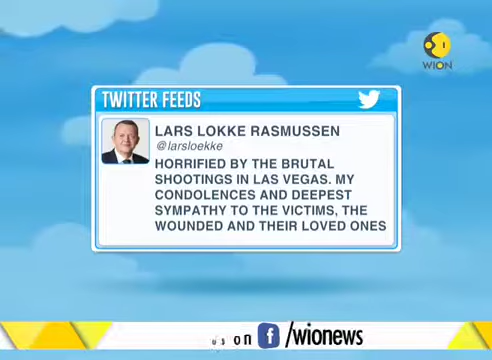 WION
TWITTER FEEDS
LARS LOKKE RASMUSSEN
@larsloekke
HORRIFIED BY THE BRUTAL
SHOOTINGS IN LAS VEGAS. MY
CONDOLENCES AND DEEPEST
SYMPATHY TO THE VICTIMS, THE
WOUNDED AND THEIR LOVED ONES
on f /wionews